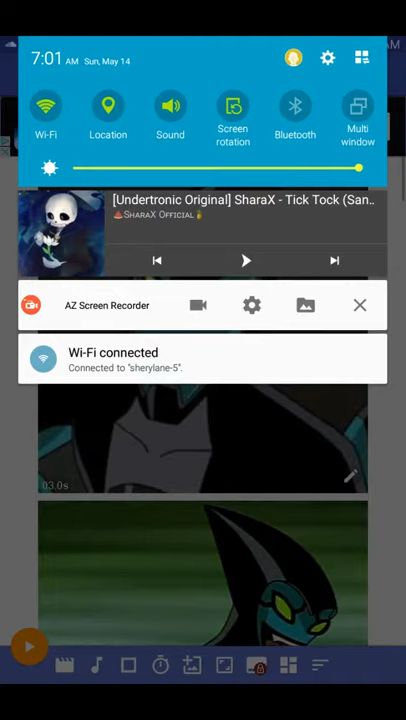 AM
7:01 AM Sun, May 14
Wi-Fi
Location
Sound
Screen rotation
Bluetooth
Multi window
[Undertronic Original] SharaX - Tick Tock (San..
SharaX Official
AZ Screen Recorder
Wi-Fi connected
Connected to "sherylane-5".
03.0s